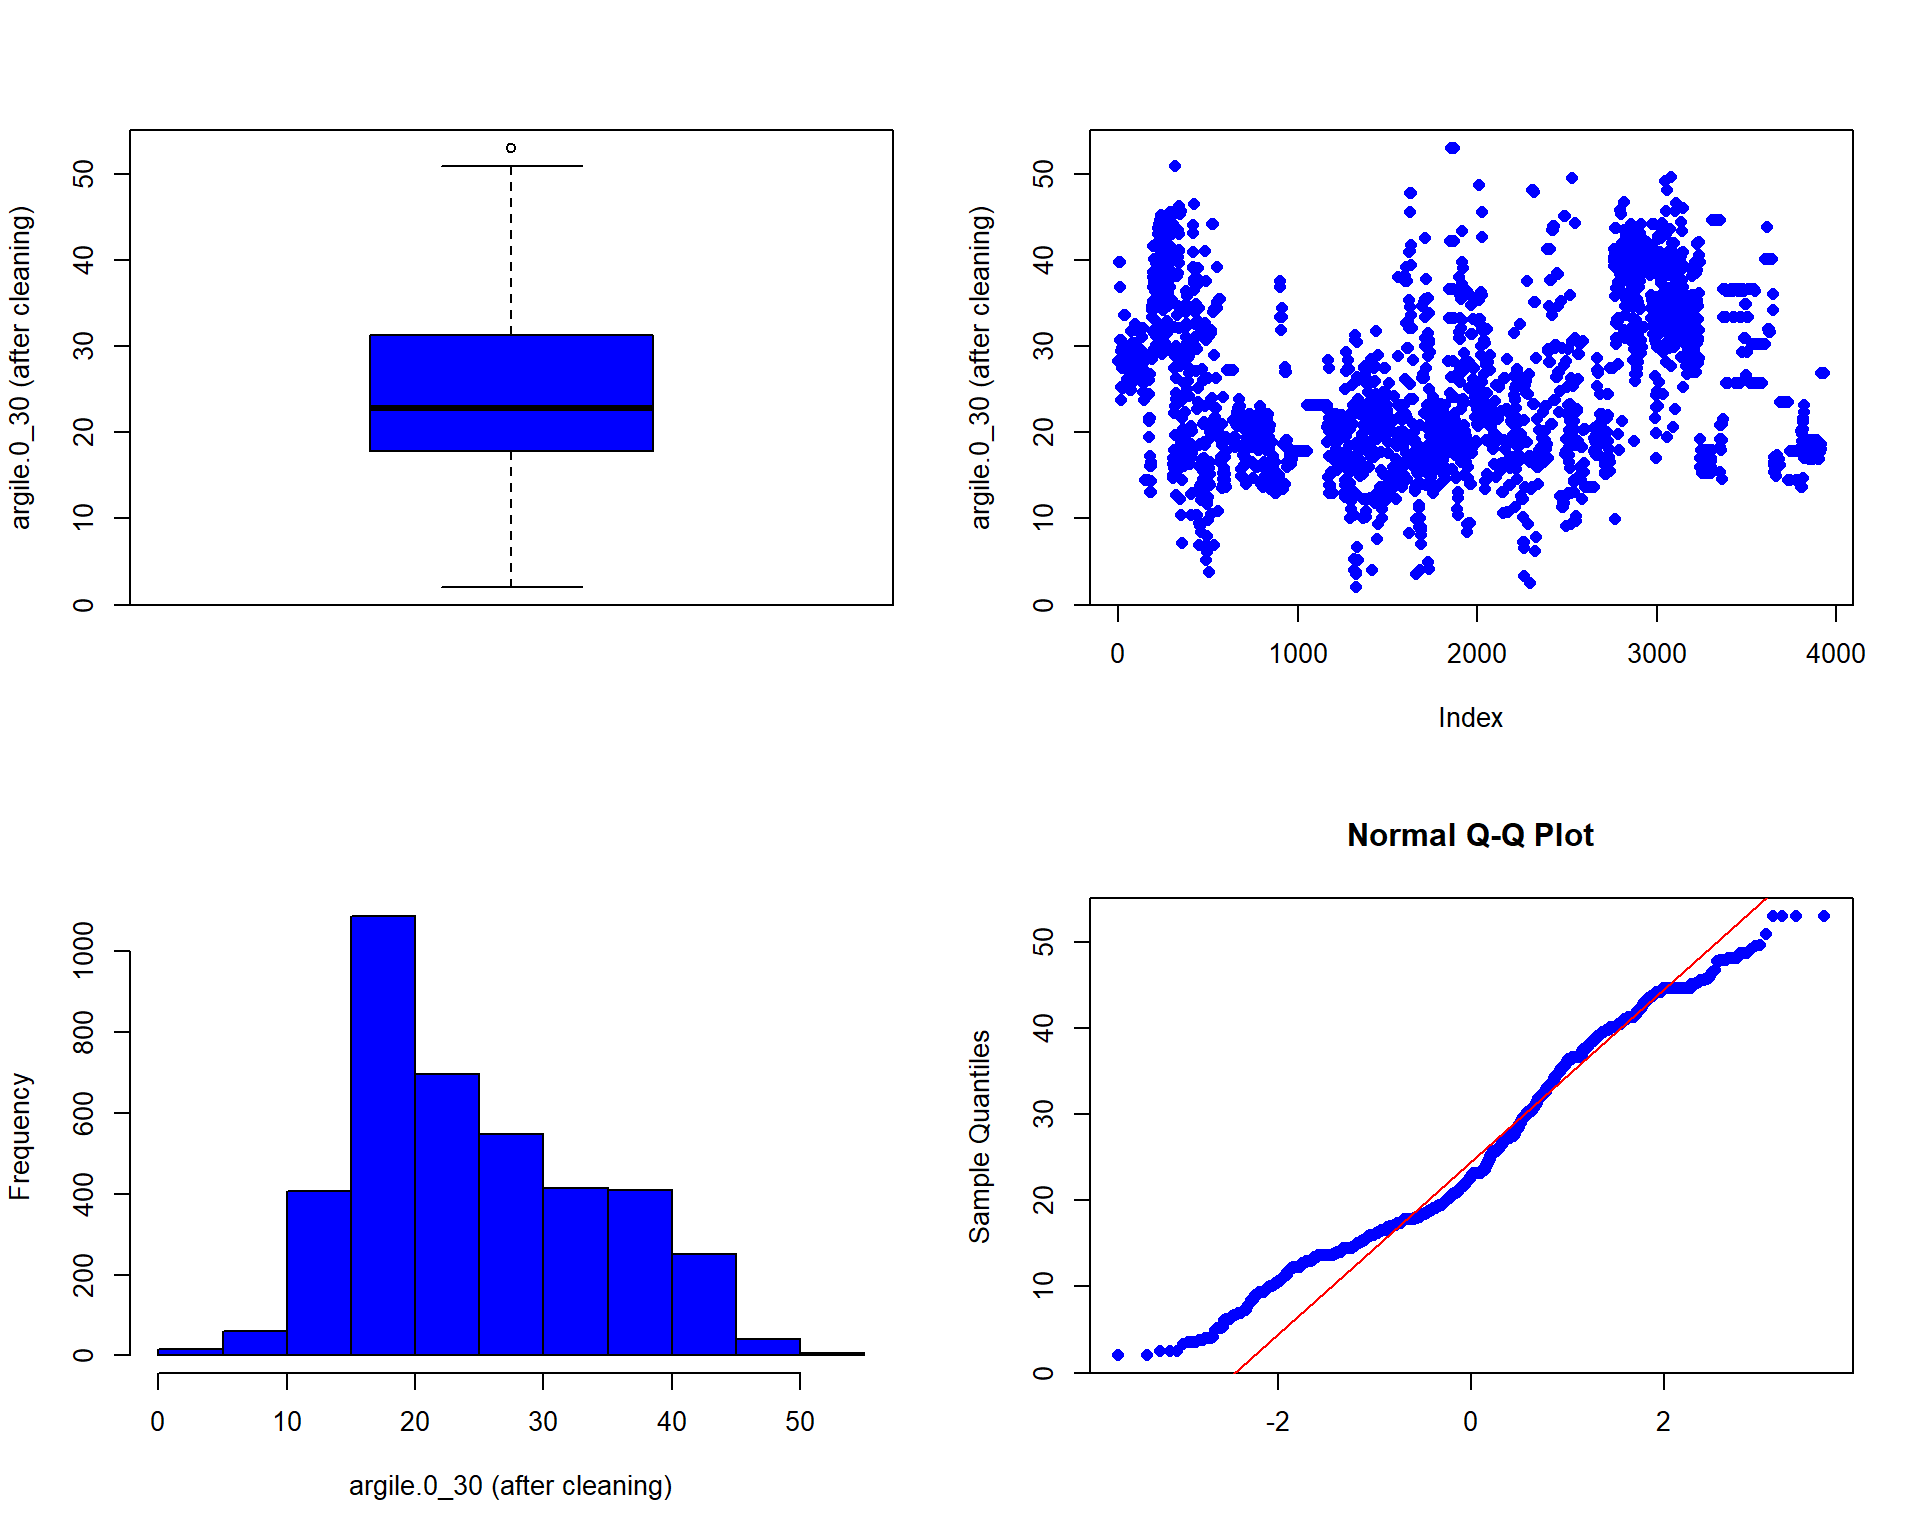 argile.0_30 (after cleaning)
0 10 20 30 40 50
argile.0_30 (after cleaning)
0 10 20 30 40 50
0 1000 2000 3000 4000
Index
Frequency
0 200 400 600 800 1000
0 10 20 30 40 50
argile.0_30 (after cleaning)
Normal Q-Q Plot
Sample Quantiles
0 10 20 30 40 50
-2 0 2